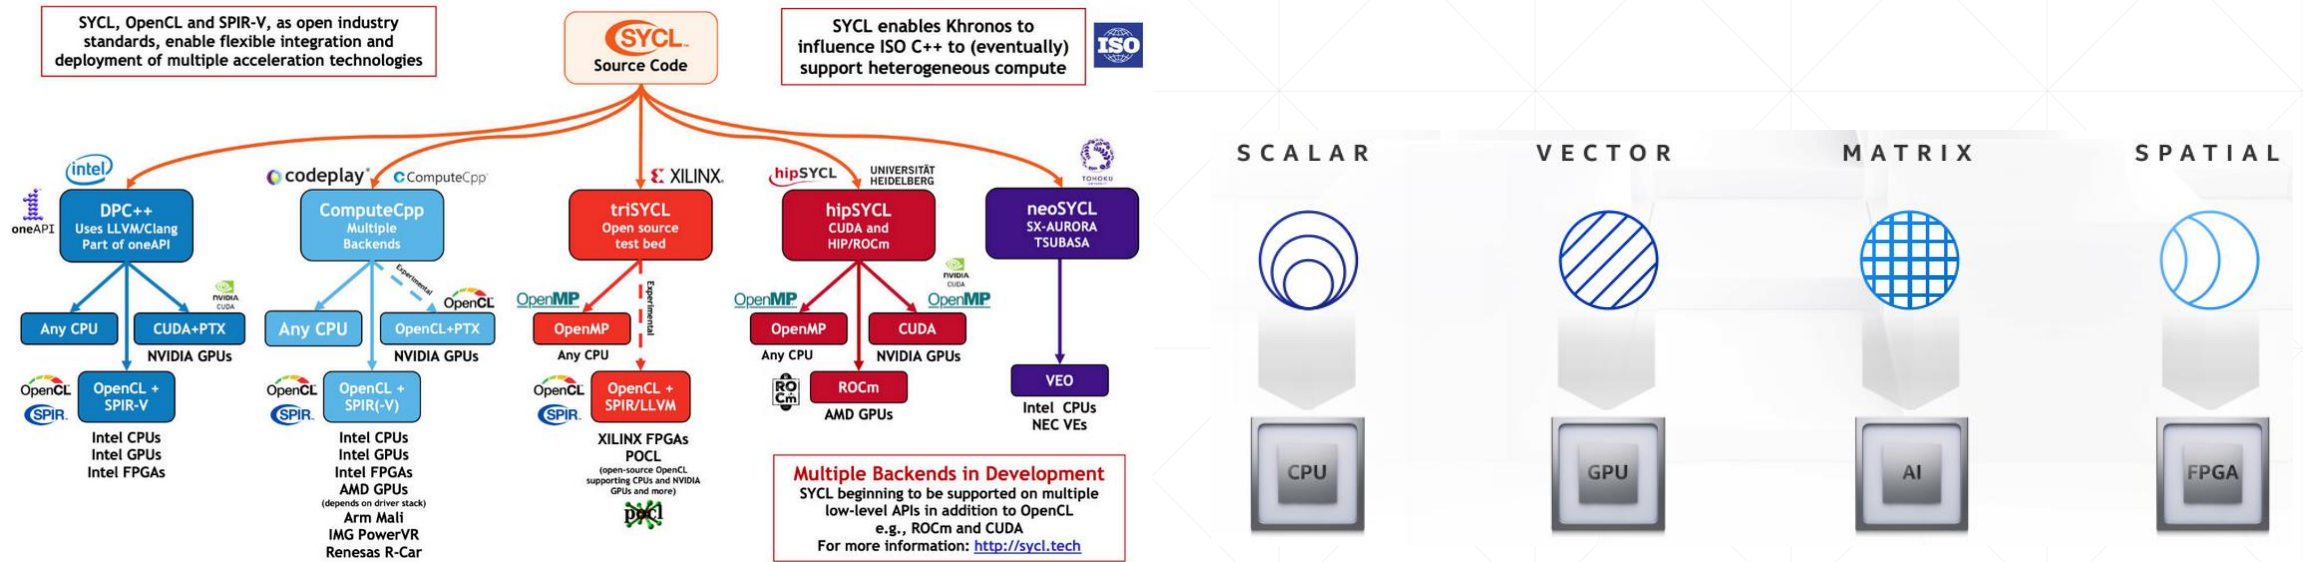 SYCL, OpenCL and SPIR-V, as open industry
standards, enable flexible integration and
deployment of multiple acceleration technologies
SYCL™
Source Code
SYCL enables Khronos to
influence ISO C++ to (eventually)
support heterogeneous compute
ISO
intel
oneAPI
DPC++
Uses LLVM/Clang
Part of oneAPI
Any CPU
NVIDIA
CUDA
CUDA+PTX
NVIDIA GPUs
OpenCL
SPIR™
OpenCL +
SPIR-V
Intel CPUs
Intel GPUs
Intel FPGAs
codeplay®
ComputeCpp™
ComputeCpp
Multiple
Backends
Experimental
Any CPU
OpenCL
OpenCL+PTX
NVIDIA GPUs
OpenCL
SPIR™
OpenCL +
SPIR(-V)
Intel CPUs
Intel GPUs
Intel FPGAs
AMD GPUs
(depends on driver stack)
Arm Mali
IMG PowerVR
Renesas R-Car
XILINX®
triSYCL
Open source
test bed
Experimental
OpenMP
OpenMP
Any CPU
OpenCL
SPIR™
OpenCL +
SPIR/LLVM
XILINX FPGAs
POCL
(open-source OpenCL
supporting CPUs and NVIDIA
GPUs and more)
pocl
hipSYCL
UNIVERSITÄT
HEIDELBERG
hipSYCL
CUDA and
HIP/ROCm
OpenMP
OpenMP
Any CPU
NVIDIA
CUDA
OpenMP
CUDA
NVIDIA GPUs
ROCm
ROCm
AMD GPUs
TOHOKU
UNIVERSITY
neoSYCL
SX-AURORA
TSUBASA
VEO
Intel CPUs
NEC VEs
Multiple Backends in Development
SYCL beginning to be supported on multiple
low-level APIs in addition to OpenCL
e.g., ROCm and CUDA
For more information: http://sycl.tech
SCALAR
VECTOR
MATRIX
SPATIAL
CPU
GPU
AI
FPGA